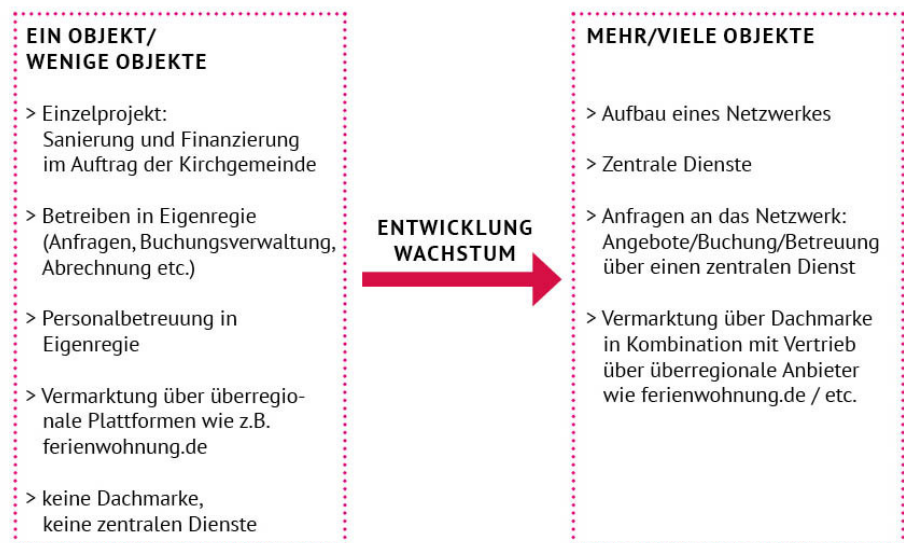 EIN OBJEKT/
WENIGE OBJEKTE
> Einzelprojekt:
Sanierung und Finanzierung
im Auftrag der Kirchgemeinde
> Betreiben in Eigenregie
(Anfragen, Buchungsverwaltung,
Abrechnung etc.)
> Personalbetreuung in
Eigenregie
> Vermarktung über überregio-
nale Plattformen wie z.B.
ferienwohnung.de
> keine Dachmarke,
keine zentralen Dienste
ENTWICKLUNG
WACHSTUM
MEHR/VIELE OBJEKTE
> Aufbau eines Netzwerkes
> Zentrale Dienste
> Anfragen an das Netzwerk:
Angebote/Buchung/Betreuung
über einen zentralen Dienst
> Vermarktung über Dachmarke
in Kombination mit Vertrieb
über überregionale Anbieter
wie ferienwohnung.de / etc.